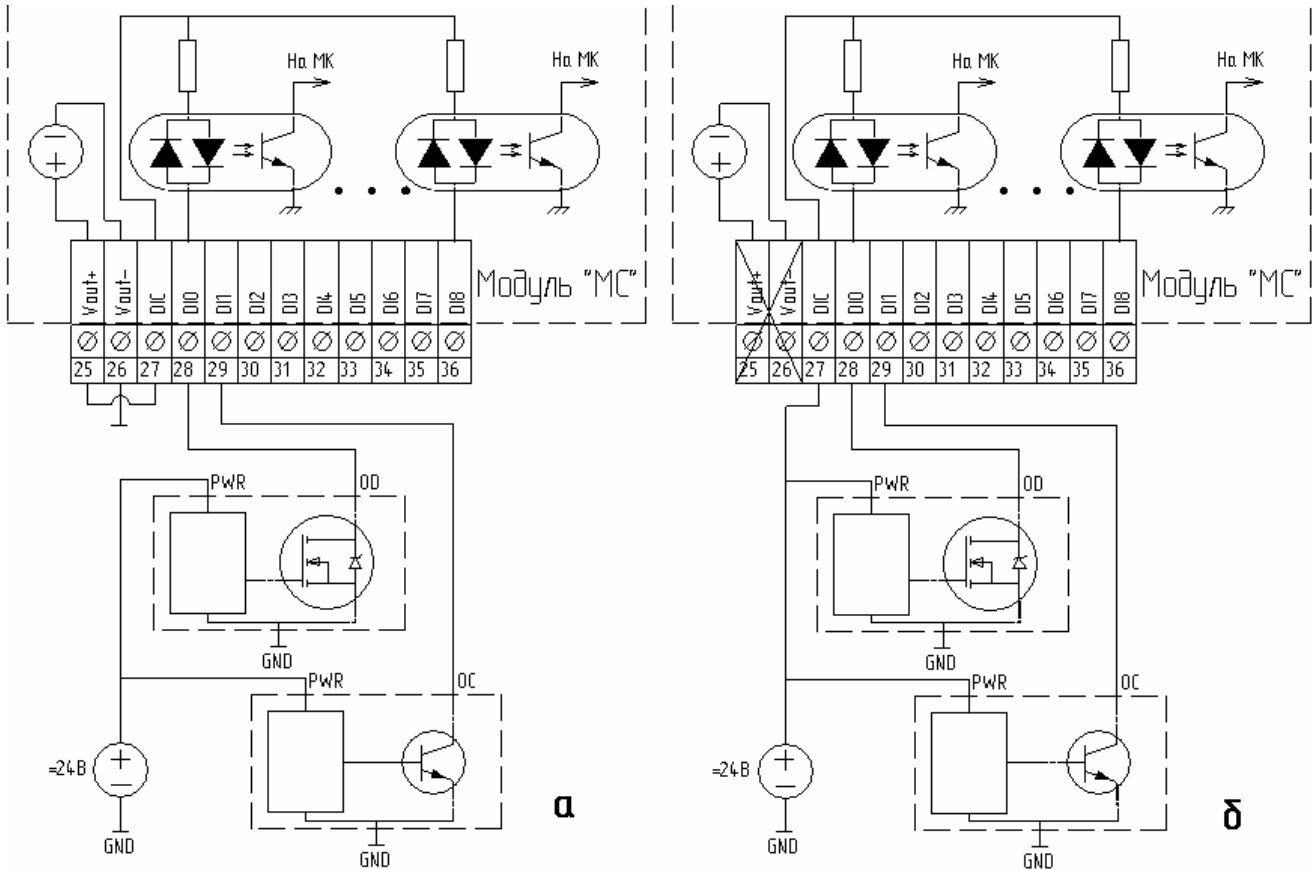 На МК
На МК
На МК
На МК
− + − +
Vout+ Vout− DIC DI0 DI1 DI2 DI3 DI4 DI5 DI6 DI7 DI8
Модуль "МС"
Vout+ Vout− DIC DI0 DI1 DI2 DI3 DI4 DI5 DI6 DI7 DI8
Модуль "МС"
25 26 27 28 29 30 31 32 33 34 35 36
25 26 27 28 29 30 31 32 33 34 35 36
PWR OD
PWR OD
GND
GND
PWR OC
PWR OC
=24В + −
=24В + −
а
б
GND
GND
GND
GND